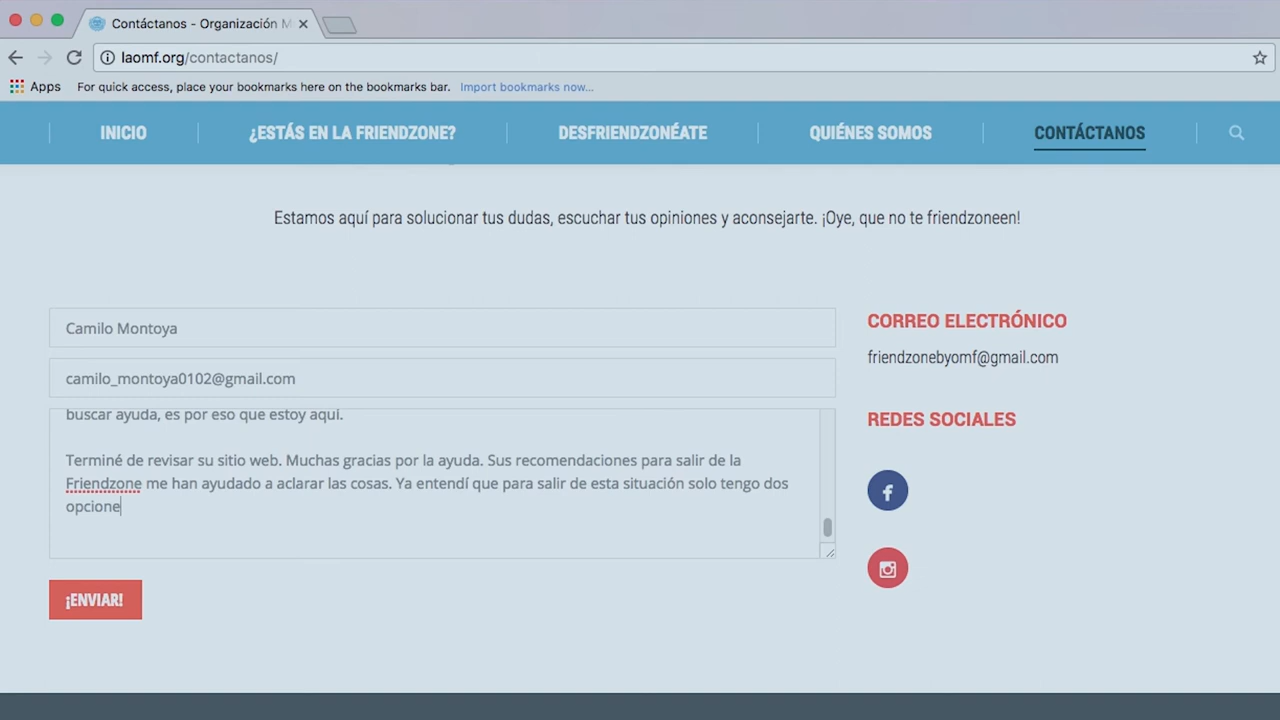 Contáctanos - Organización M
laomf.org/contactanos/
Apps For quick access, place your bookmarks here on the bookmarks bar. Import bookmarks now...
INICIO ¿ESTÁS EN LA FRIENDZONE? DESFRIENDZONÉATE QUIÉNES SOMOS CONTÁCTANOS
Estamos aquí para solucionar tus dudas, escuchar tus opiniones y aconsejarte. ¡Oye, que no te friendzoneen!
Camilo Montoya
camilo_montoya0102@gmail.com
buscar ayuda, es por eso que estoy aquí.
Terminé de revisar su sitio web. Muchas gracias por la ayuda. Sus recomendaciones para salir de la
Friendzone me han ayudado a aclarar las cosas. Ya entendí que para salir de esta situación solo tengo dos
opcione
¡ENVIAR!
CORREO ELECTRÓNICO
friendzonebyomf@gmail.com
REDES SOCIALES